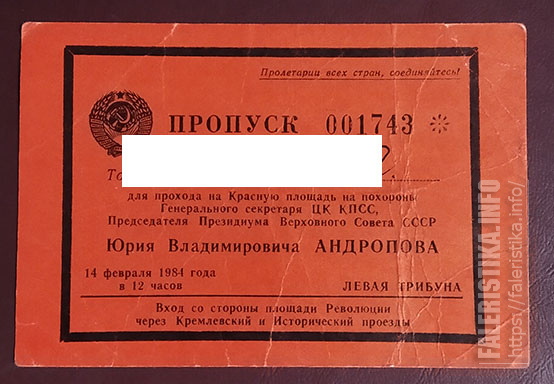 Пролетарии всех стран, соединяйтесь!
ПРОПУСК 001743 *
для прохода на Красную площадь на похороны
Генерального секретаря ЦК КПСС,
Председателя Президиума Верховного Совета СССР
Юрия Владимировича АНДРОПОВА
14 февраля 1984 года
в 12 часов
ЛЕВАЯ ТРИБУНА
Вход со стороны площади Революции
через Кремлевский и Исторический проезды
FALERISTIKA.INFO
https://faleristika.info/